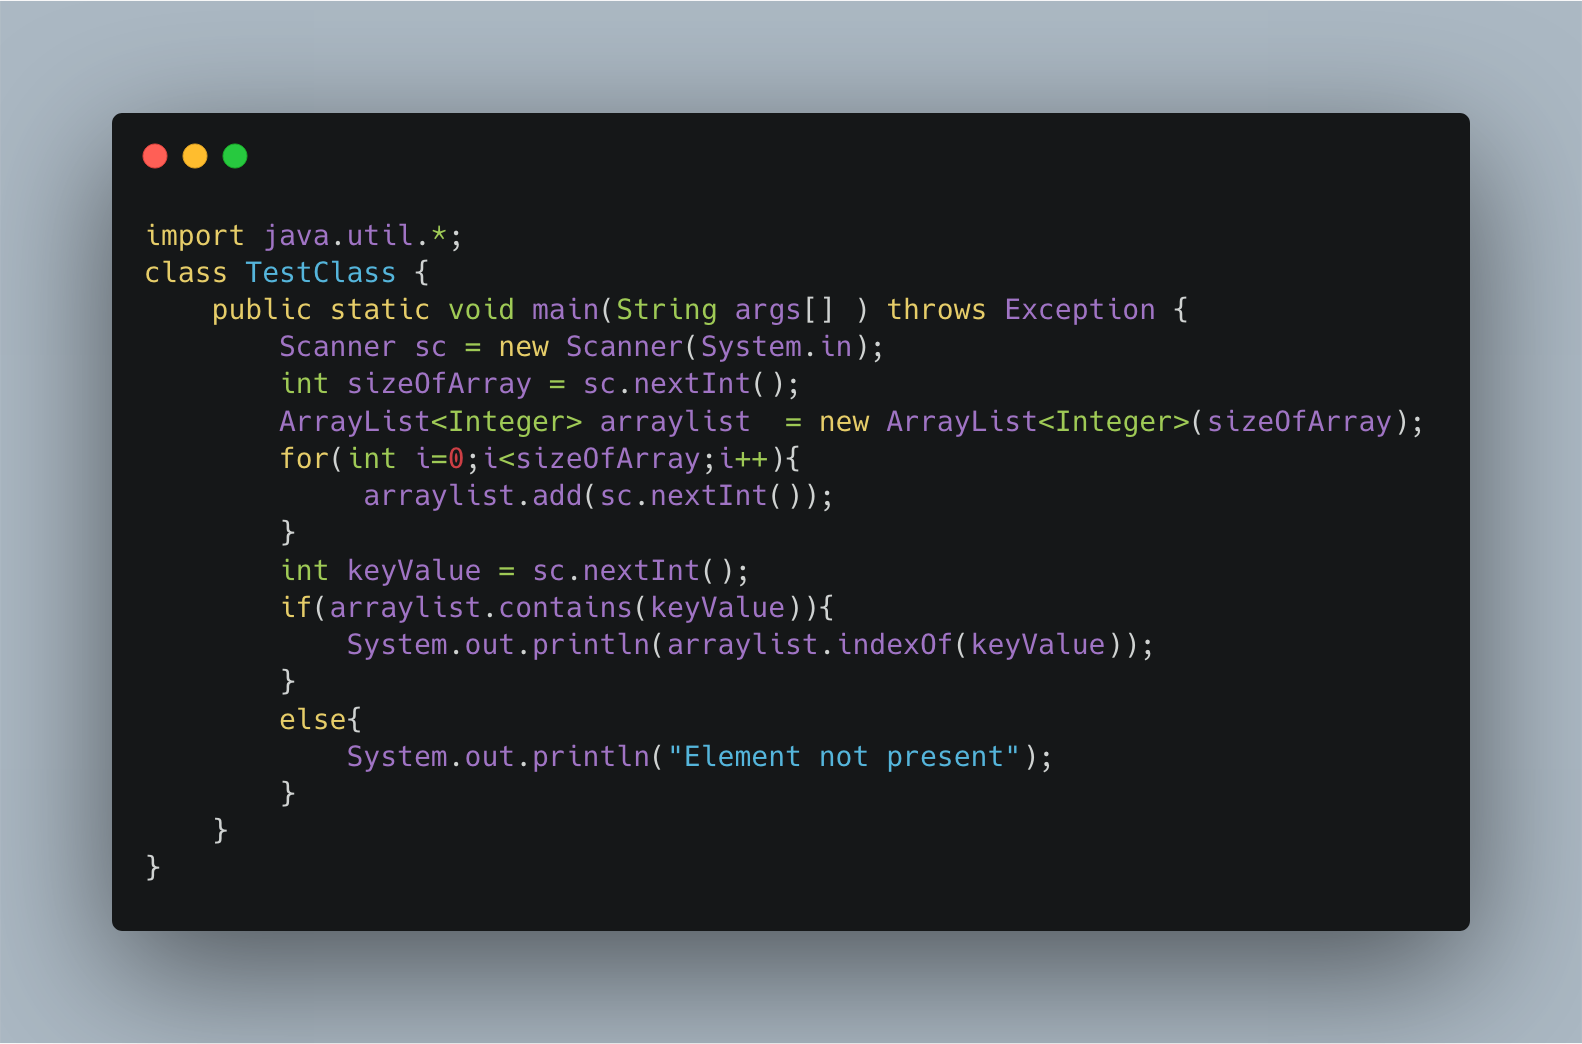 import java.util.*;
class TestClass {
    public static void main(String args[] ) throws Exception {
        Scanner sc = new Scanner(System.in);
        int sizeOfArray = sc.nextInt();
        ArrayList<Integer> arraylist  = new ArrayList<Integer>(sizeOfArray);
        for(int i=0;i<sizeOfArray;i++){
             arraylist.add(sc.nextInt());
        }
        int keyValue = sc.nextInt();
        if(arraylist.contains(keyValue)){
            System.out.println(arraylist.indexOf(keyValue));
        }
        else{
            System.out.println("Element not present");
        }
    }
}